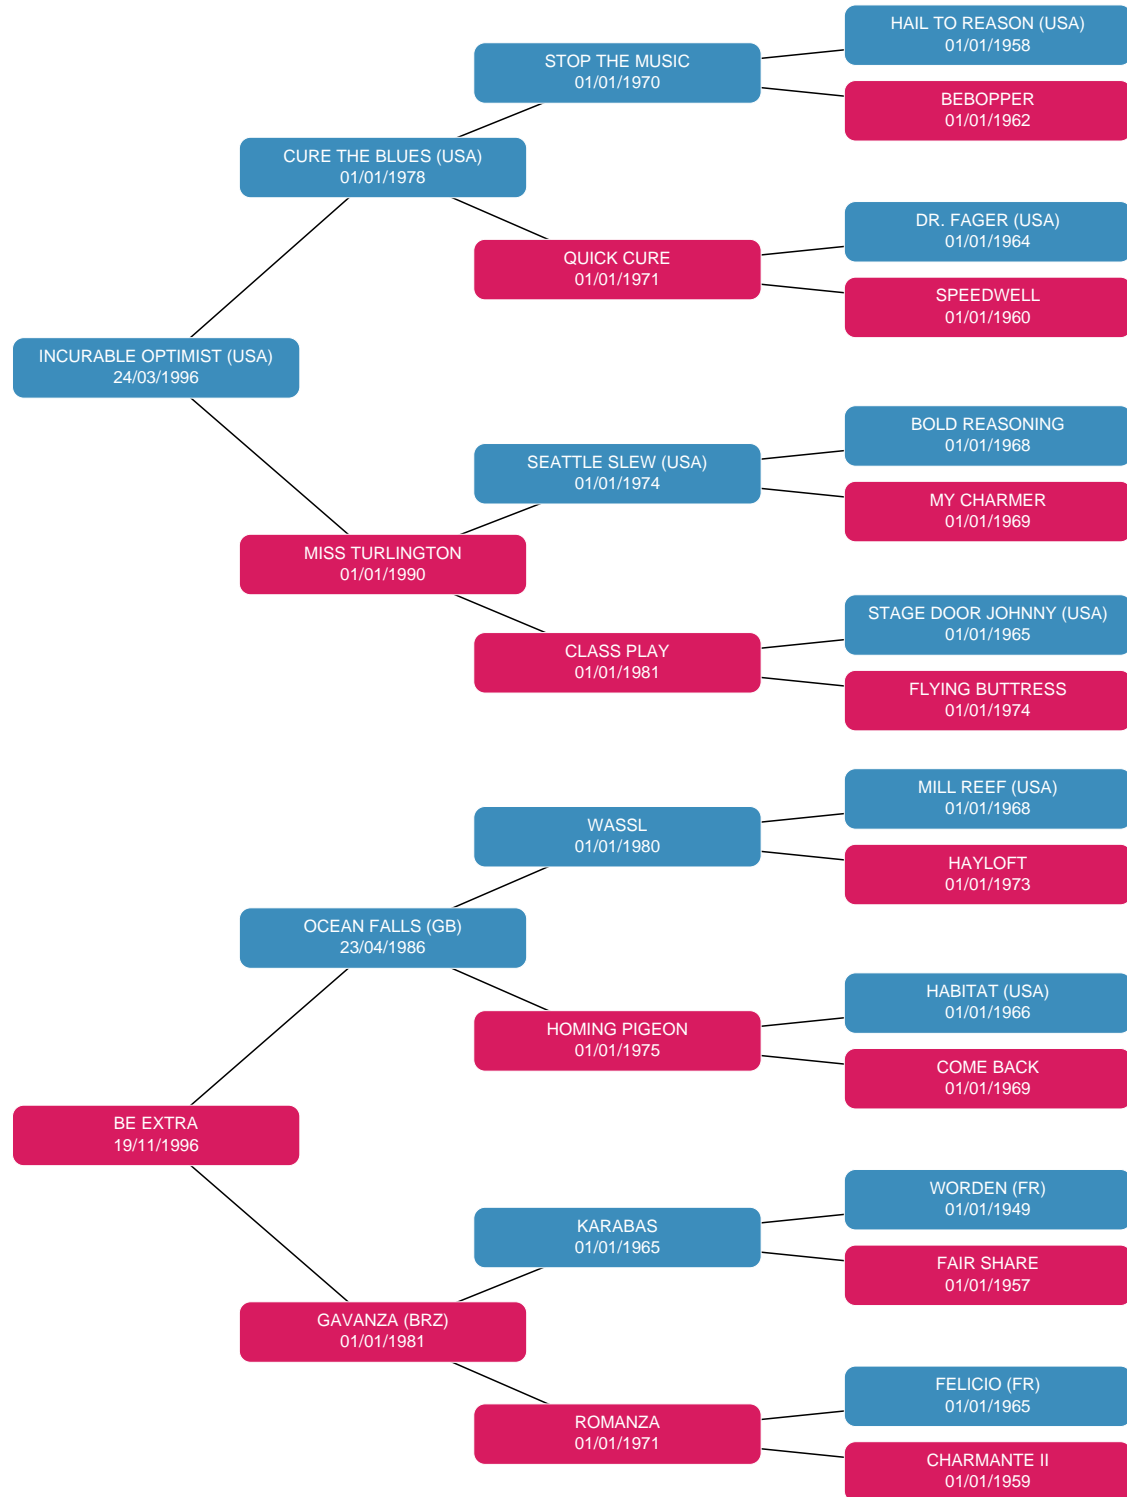 HAIL TO REASON (USA)
01/01/1958
STOP THE MUSIC
01/01/1970
BEBOPPER
01/01/1962
CURE THE BLUES (USA)
01/01/1978
DR. FAGER (USA)
01/01/1964
QUICK CURE
01/01/1971
SPEEDWELL
01/01/1960
INCURABLE OPTIMIST (USA)
24/03/1996
BOLD REASONING
01/01/1968
SEATTLE SLEW (USA)
01/01/1974
MY CHARMER
01/01/1969
MISS TURLINGTON
01/01/1990
STAGE DOOR JOHNNY (USA)
01/01/1965
CLASS PLAY
01/01/1981
FLYING BUTTRESS
01/01/1974
MILL REEF (USA)
01/01/1968
WASSL
01/01/1980
HAYLOFT
01/01/1973
OCEAN FALLS (GB)
23/04/1986
HABITAT (USA)
01/01/1966
HOMING PIGEON
01/01/1975
COME BACK
01/01/1969
BE EXTRA
19/11/1996
WORDEN (FR)
01/01/1949
KARABAS
01/01/1965
FAIR SHARE
01/01/1957
GAVANZA (BRZ)
01/01/1981
FELICIO (FR)
01/01/1965
ROMANZA
01/01/1971
CHARMANTE II
01/01/1959